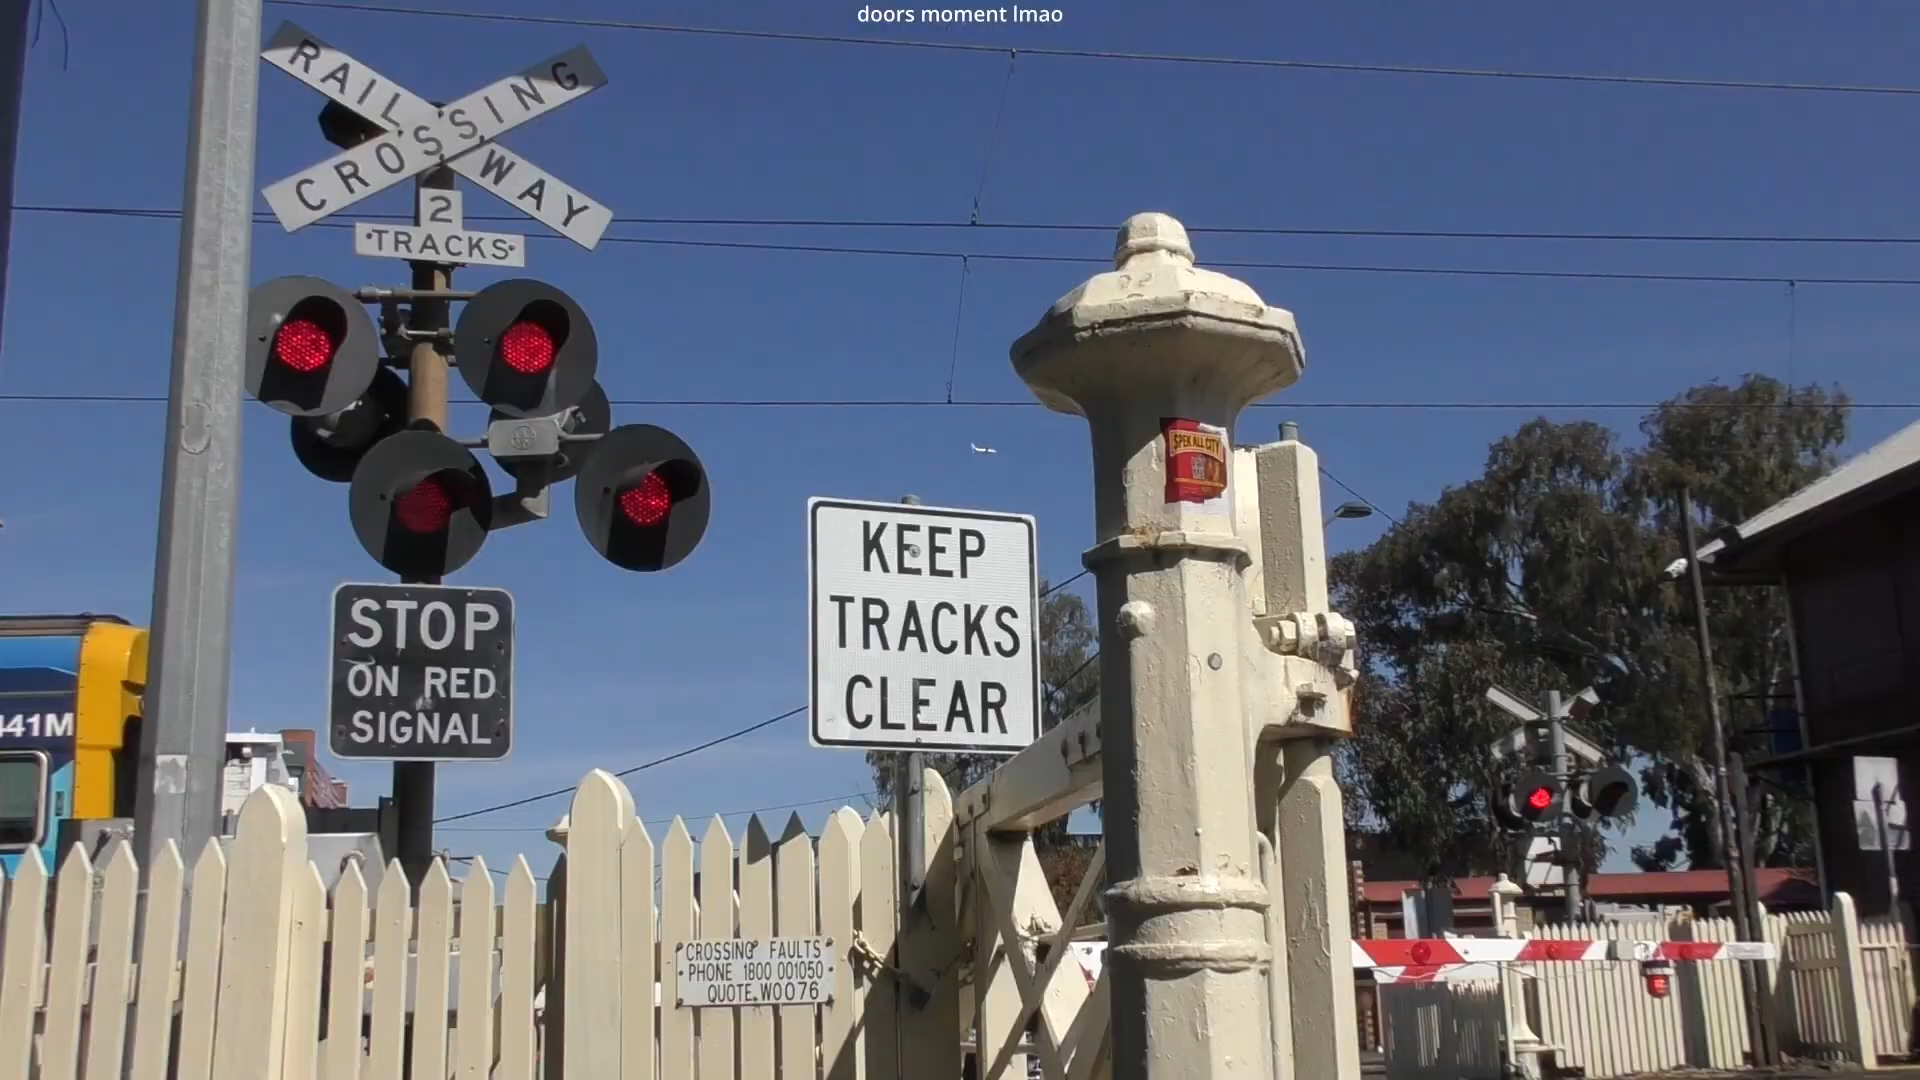 doors moment lmao
RAILWAY
CROSSING
2
TRACKS
STOP
ON RED
SIGNAL
KEEP
TRACKS
CLEAR
SPEK ALL CITY
441M
CROSSING FAULTS
PHONE 1800 001050
QUOTE W0076